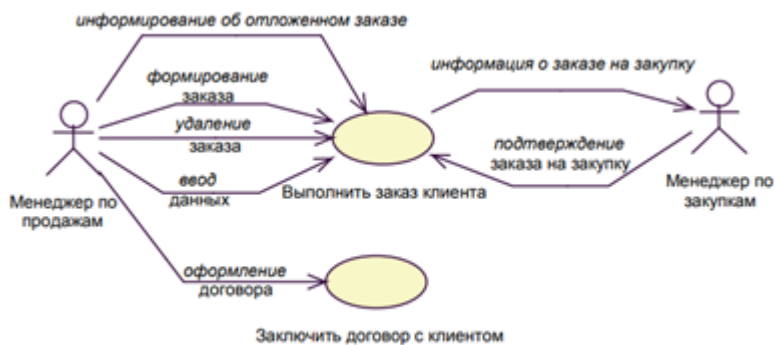 информирование об отложенном заказе
формирование
заказа
удаление
заказа
ввод
данных
Менеджер по
продажам
Выполнить заказ клиента
информация о заказе на закупку
подтверждение
заказа на закупку
Менеджер по
закупкам
оформление
договора
Заключить договор с клиентом